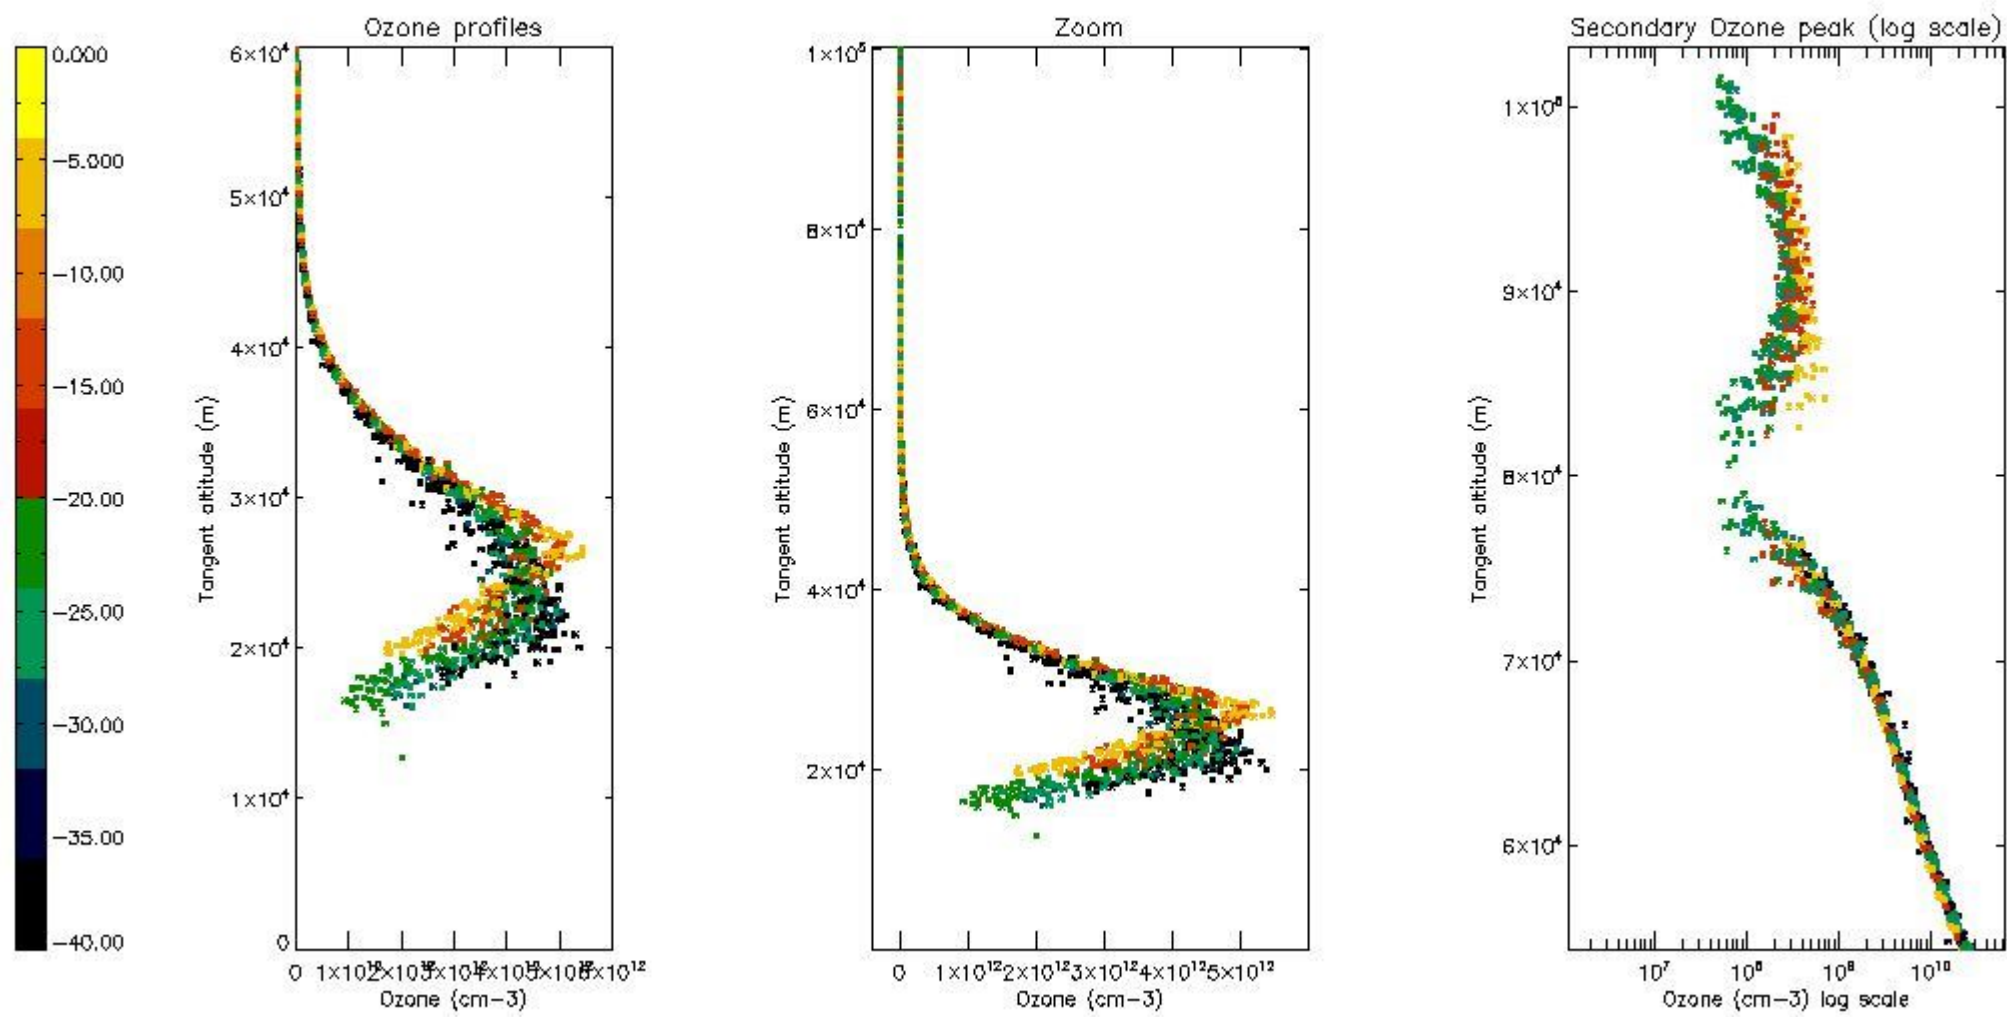 Ozone profiles
Zoom
Secondary Ozone peak (log scale)
0.000
-5.000
-10.00
-15.00
-20.00
-25.00
-30.00
-35.00
-40.00
6×10⁴
5×10⁴
4×10⁴
3×10⁴
2×10⁴
1×10⁴
0
Tangent altitude (m)
0
Ozone (cm-3)
1×10⁵
8×10⁴
6×10⁴
4×10⁴
2×10⁴
Tangent altitude (m)
0 1×10¹² 2×10¹² 3×10¹² 4×10¹² 5×10¹²
Ozone (cm-3)
1×10⁵
9×10⁴
8×10⁴
7×10⁴
6×10⁴
Tangent altitude (m)
10⁷ 10⁸ 10⁹ 10¹⁰
Ozone (cm-3) log scale